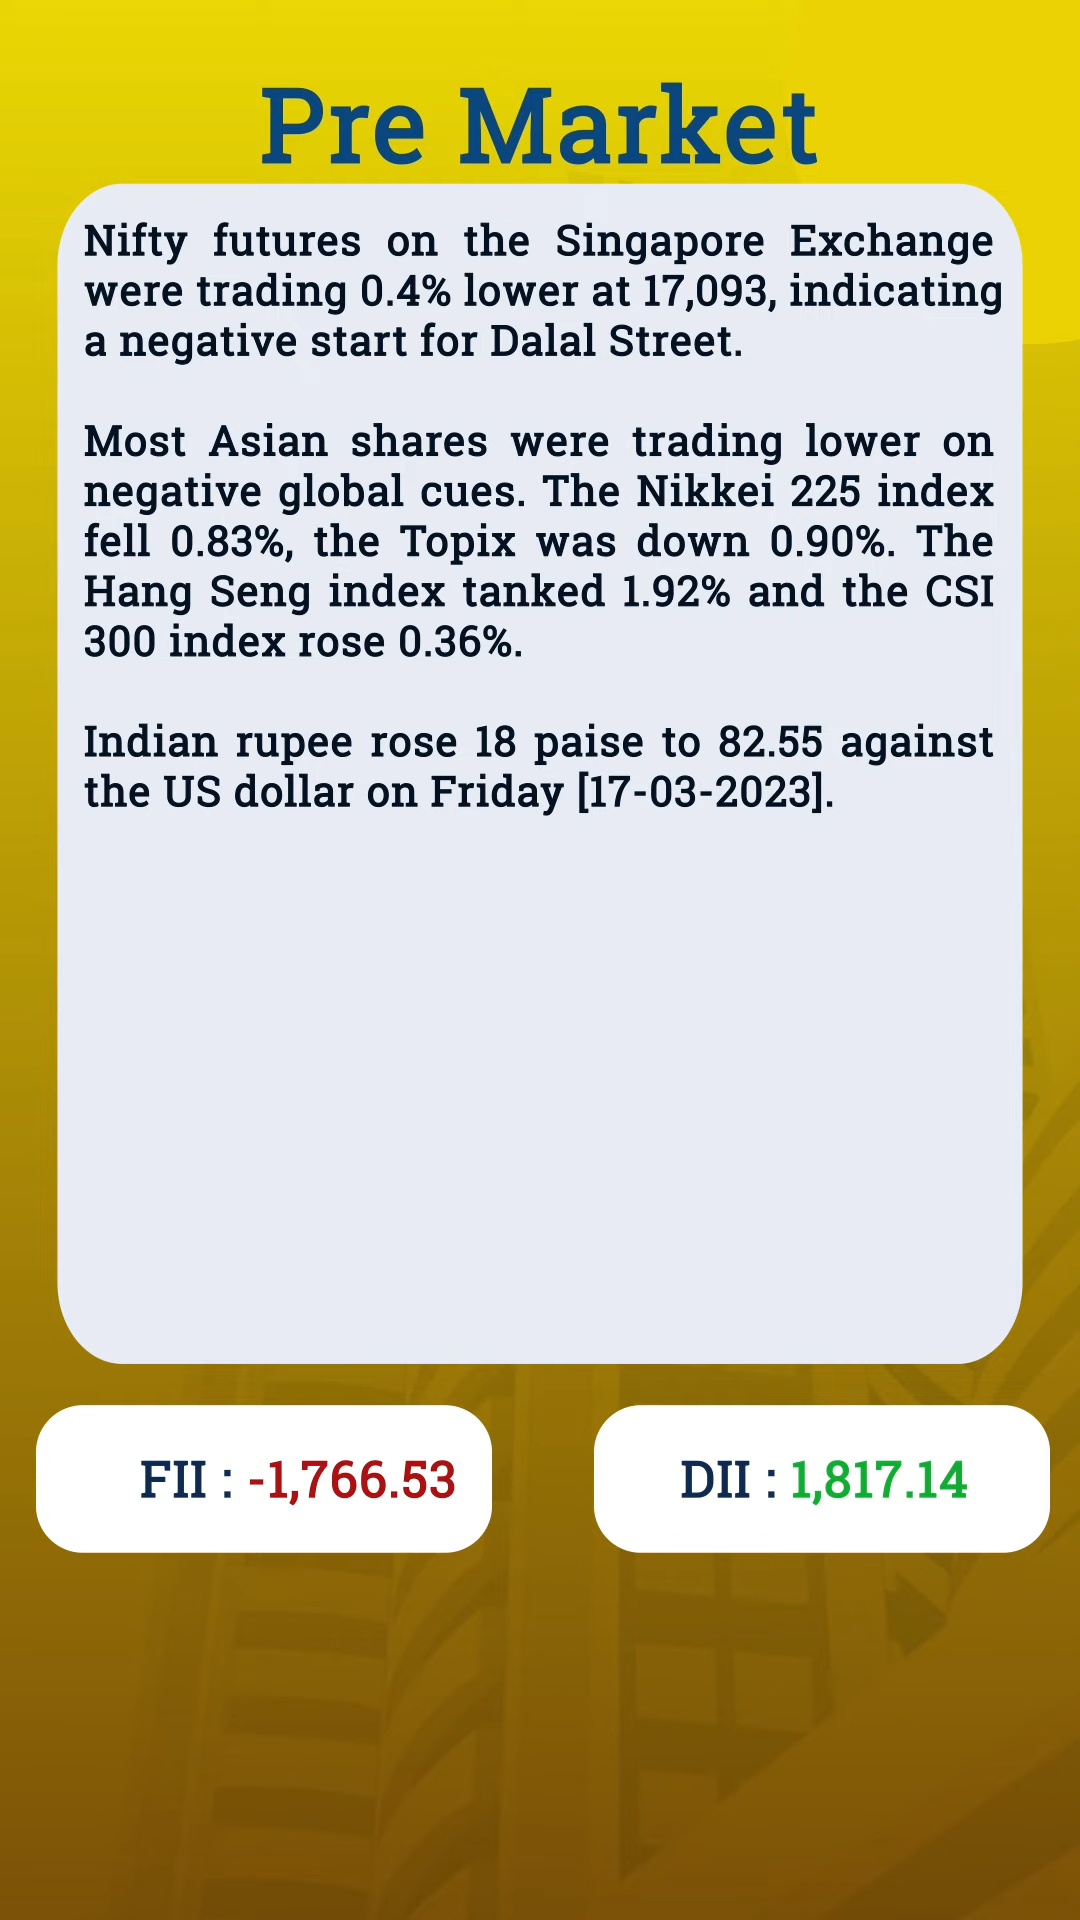 Pre Market
Nifty futures on the Singapore Exchange
were trading 0.4% lower at 17,093, indicating
a negative start for Dalal Street.
Most Asian shares were trading lower on
negative global cues. The Nikkei 225 index
fell 0.83%, the Topix was down 0.90%. The
Hang Seng index tanked 1.92% and the CSI
300 index rose 0.36%.
Indian rupee rose 18 paise to 82.55 against
the US dollar on Friday [17-03-2023].
FII : -1,766.53
DII : 1,817.14